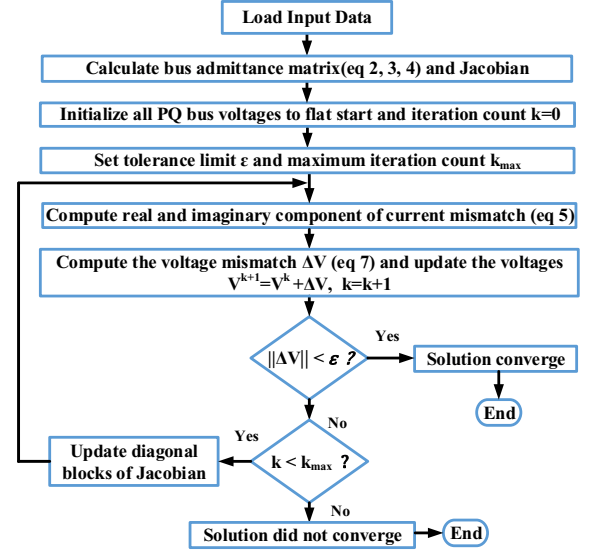 Load Input Data
Calculate bus admittance matrix(eq 2, 3, 4) and Jacobian
Initialize all PQ bus voltages to flat start and iteration count k=0
Set tolerance limit ε and maximum iteration count kmax
Compute real and imaginary component of current mismatch (eq 5)
Compute the voltage mismatch ΔV (eq 7) and update the voltages
V^{k+1}=V^k+ΔV, k=k+1
||ΔV|| < ε ?
Yes
Solution converge
End
No
k < kmax ?
Yes
Update diagonal
blocks of Jacobian
No
Solution did not converge
End